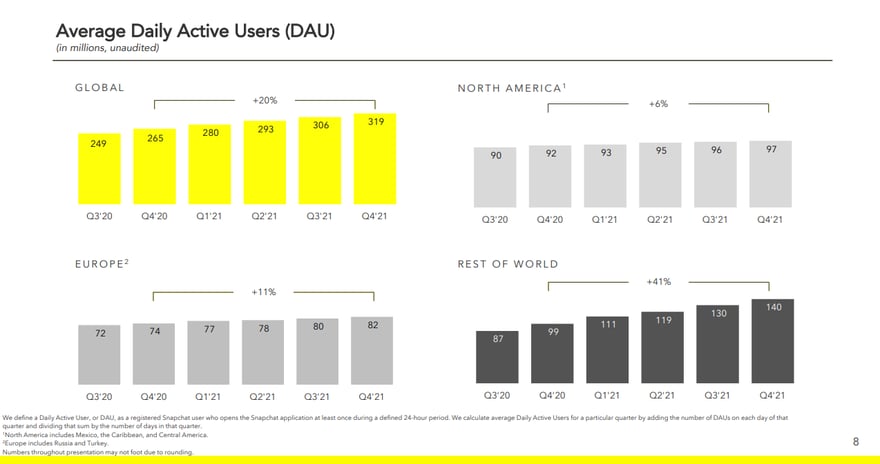 Average Daily Active Users (DAU)
(in millions, unaudited)
GLOBAL
+20%
249 265 280 293 306 319
Q3'20 Q4'20 Q1'21 Q2'21 Q3'21 Q4'21
NORTH AMERICA¹
+6%
90 92 93 95 96 97
Q3'20 Q4'20 Q1'21 Q2'21 Q3'21 Q4'21
EUROPE²
+11%
72 74 77 78 80 82
Q3'20 Q4'20 Q1'21 Q2'21 Q3'21 Q4'21
REST OF WORLD
+41%
87 99 111 119 130 140
Q3'20 Q4'20 Q1'21 Q2'21 Q3'21 Q4'21
We define a Daily Active User, or DAU, as a registered Snapchat user who opens the Snapchat application at least once during a defined 24-hour period. We calculate average Daily Active Users for a particular quarter by adding the number of DAUs on each day of that
quarter and dividing that sum by the number of days in that quarter.
¹North America includes Mexico, the Caribbean, and Central America.
²Europe includes Russia and Turkey.
Numbers throughout presentation may not foot due to rounding.
8